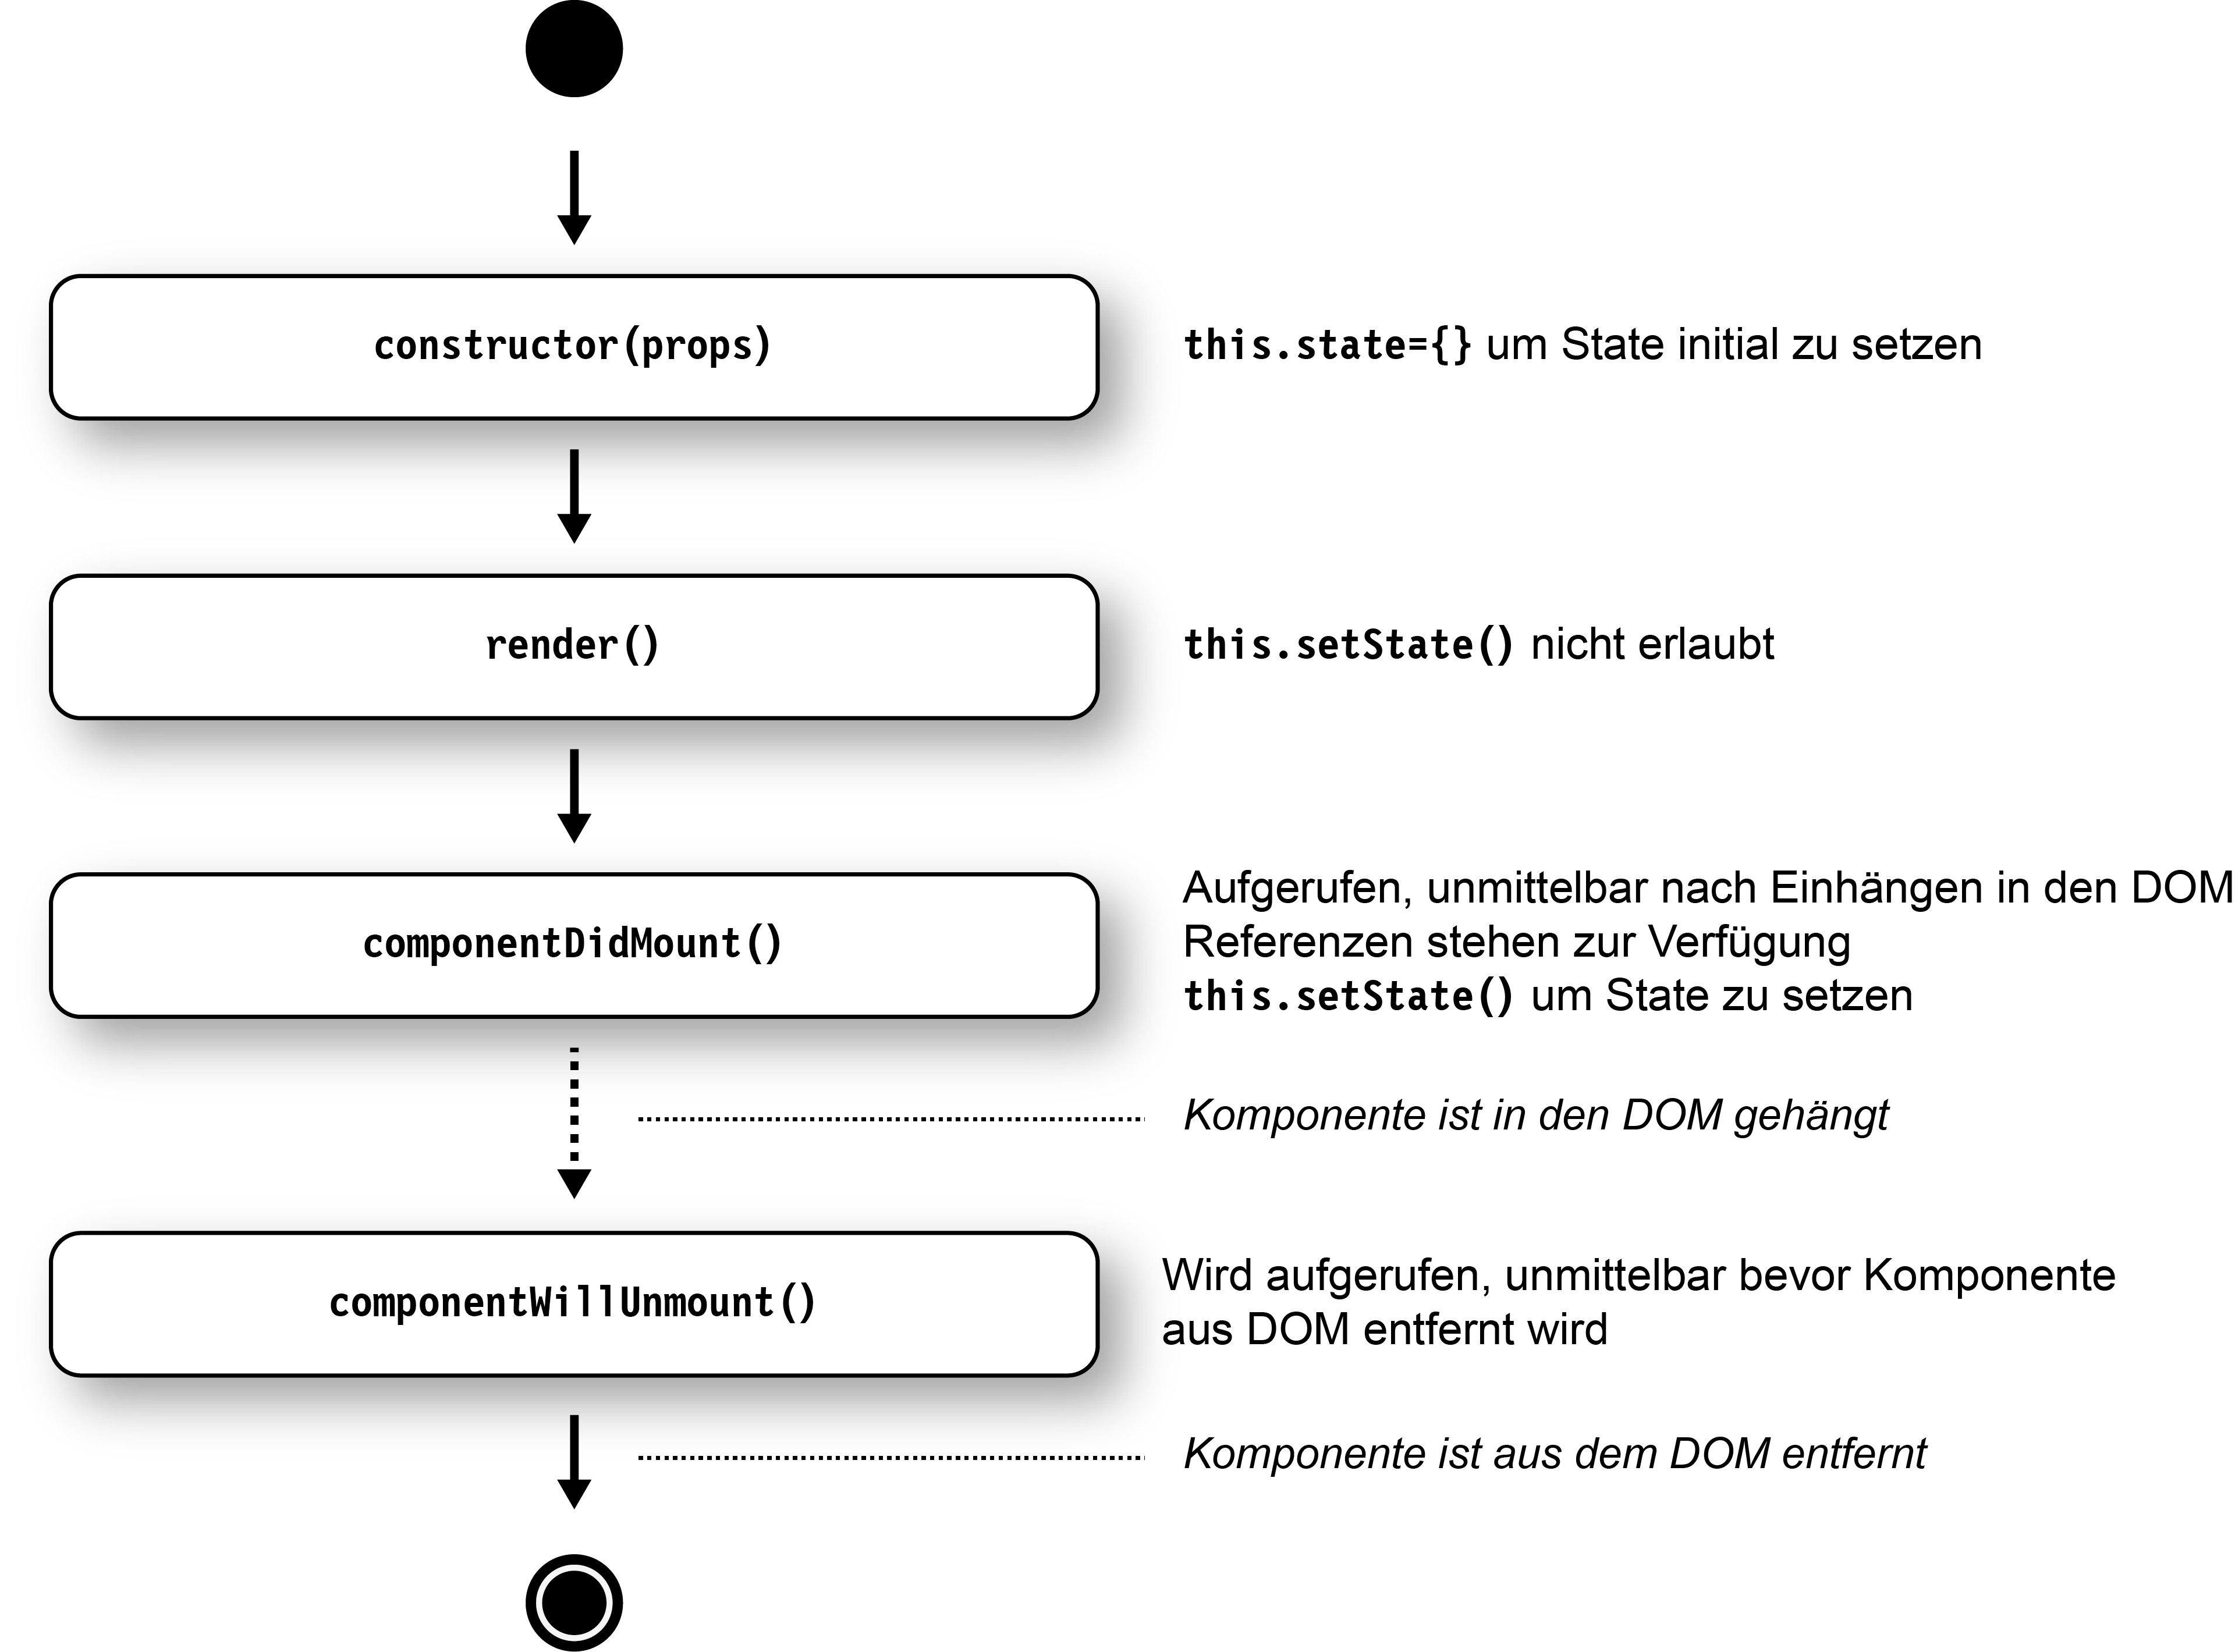 constructor(props)
this.state={} um State initial zu setzen
render()
this.setState() nicht erlaubt
componentDidMount()
Aufgerufen, unmittelbar nach Einhängen in den DOM
Referenzen stehen zur Verfügung
this.setState() um State zu setzen
Komponente ist in den DOM gehängt
componentWillUnmount()
Wird aufgerufen, unmittelbar bevor Komponente
aus DOM entfernt wird
Komponente ist aus dem DOM entfernt